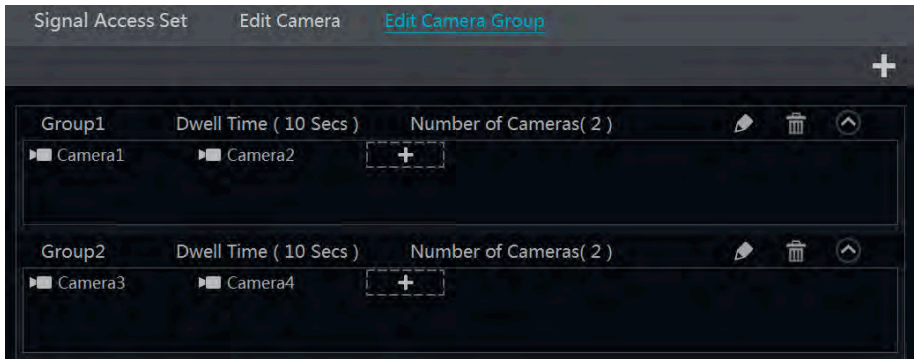 Signal Access Set Edit Camera Edit Camera Group
Group1 Dwell Time ( 10 Secs ) Number of Cameras( 2 )
Camera1 Camera2
Group2 Dwell Time ( 10 Secs ) Number of Cameras( 2 )
Camera3 Camera4